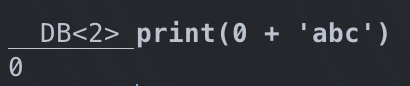 DB<2> print(0 + 'abc')
0